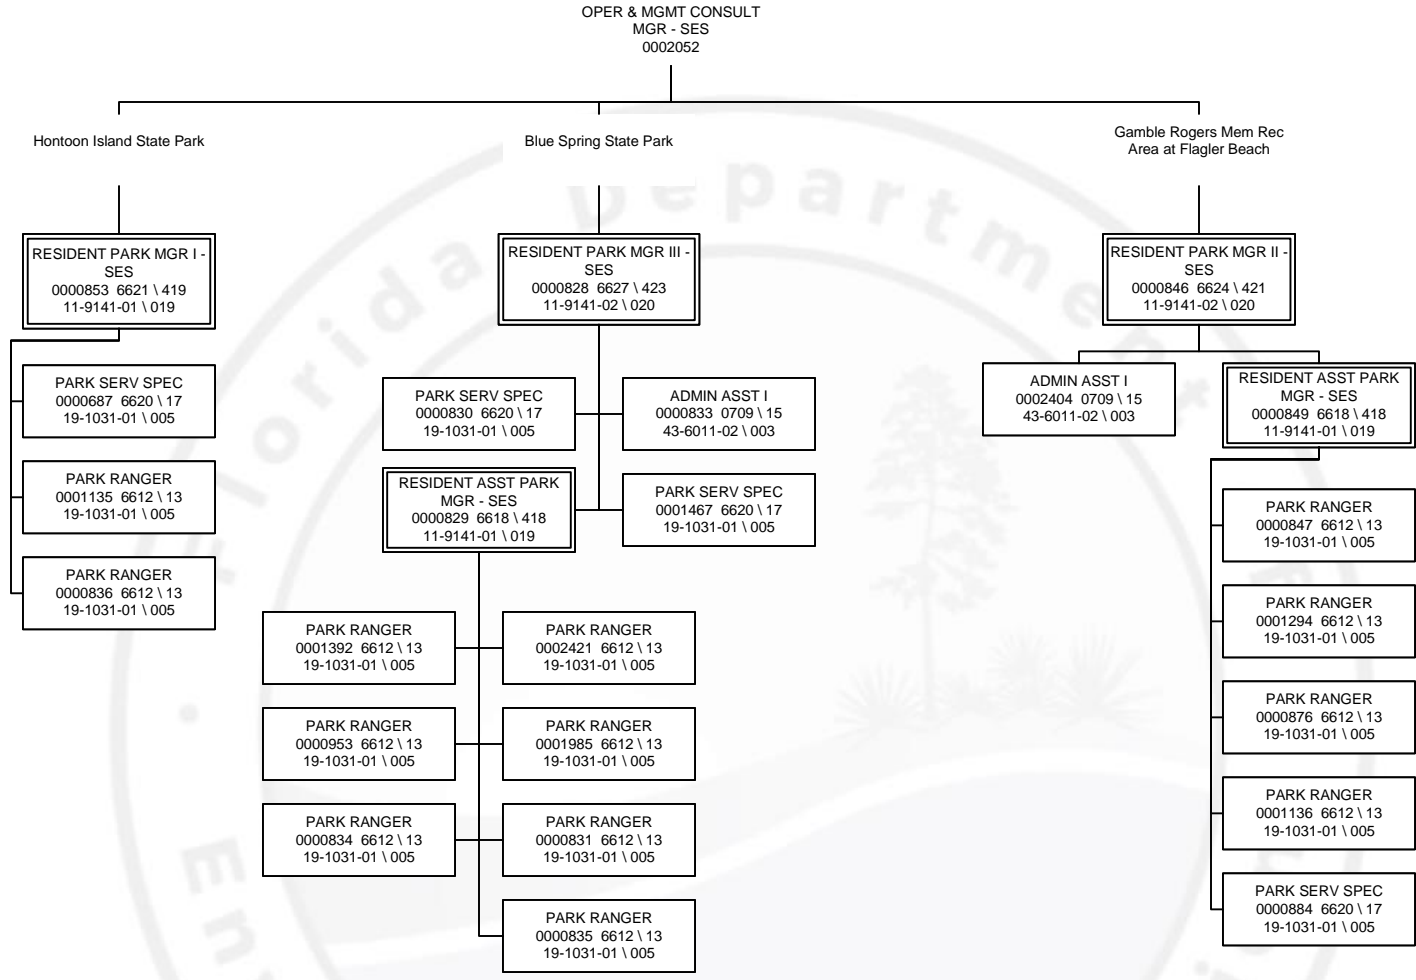 OPER & MGMT CONSULT
MGR - SES
0002052
Hontoon Island State Park
Blue Spring State Park
Gamble Rogers Mem Rec
Area at Flagler Beach
RESIDENT PARK MGR I -
SES
0000853 6621 \ 419
11-9141-01 \ 019
PARK SERV SPEC
0000687 6620 \ 17
19-1031-01 \ 005
PARK RANGER
0001135 6612 \ 13
19-1031-01 \ 005
PARK RANGER
0000836 6612 \ 13
19-1031-01 \ 005
RESIDENT PARK MGR III -
SES
0000828 6627 \ 423
11-9141-02 \ 020
PARK SERV SPEC
0000830 6620 \ 17
19-1031-01 \ 005
ADMIN ASST I
0000833 0709 \ 15
43-6011-02 \ 003
RESIDENT ASST PARK
MGR - SES
0000829 6618 \ 418
11-9141-01 \ 019
PARK SERV SPEC
0001467 6620 \ 17
19-1031-01 \ 005
PARK RANGER
0001392 6612 \ 13
19-1031-01 \ 005
PARK RANGER
0002421 6612 \ 13
19-1031-01 \ 005
PARK RANGER
0000953 6612 \ 13
19-1031-01 \ 005
PARK RANGER
0001985 6612 \ 13
19-1031-01 \ 005
PARK RANGER
0000834 6612 \ 13
19-1031-01 \ 005
PARK RANGER
0000831 6612 \ 13
19-1031-01 \ 005
PARK RANGER
0000835 6612 \ 13
19-1031-01 \ 005
RESIDENT PARK MGR II -
SES
0000846 6624 \ 421
11-9141-02 \ 020
ADMIN ASST I
0002404 0709 \ 15
43-6011-02 \ 003
RESIDENT ASST PARK
MGR - SES
0000849 6618 \ 418
11-9141-01 \ 019
PARK RANGER
0000847 6612 \ 13
19-1031-01 \ 005
PARK RANGER
0001294 6612 \ 13
19-1031-01 \ 005
PARK RANGER
0000876 6612 \ 13
19-1031-01 \ 005
PARK RANGER
0001136 6612 \ 13
19-1031-01 \ 005
PARK SERV SPEC
0000884 6620 \ 17
19-1031-01 \ 005
Florida Department